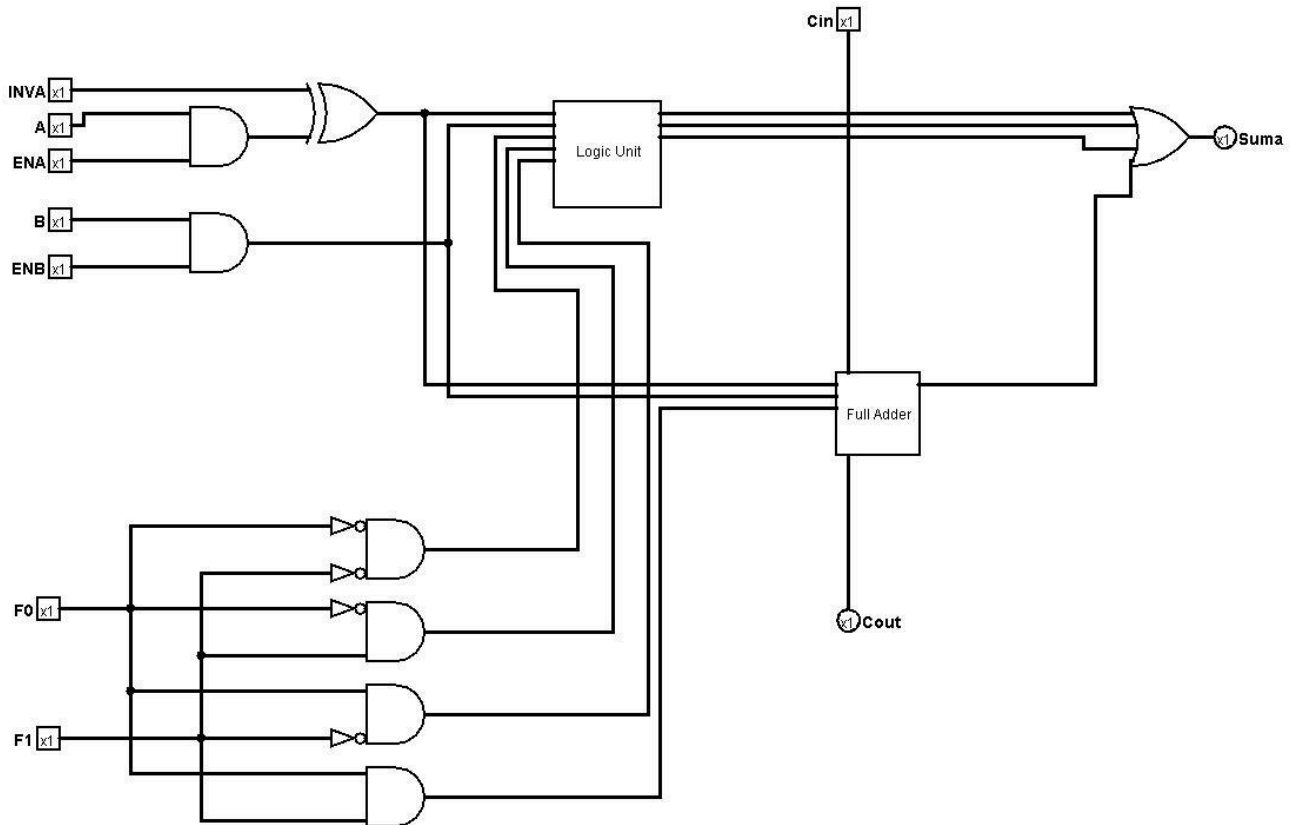 Cin x1
INVA x1
A x1
ENA x1
Logic Unit
x1 Suma
B x1
ENB x1
Full Adder
F0 x1
x1 Cout
F1 x1